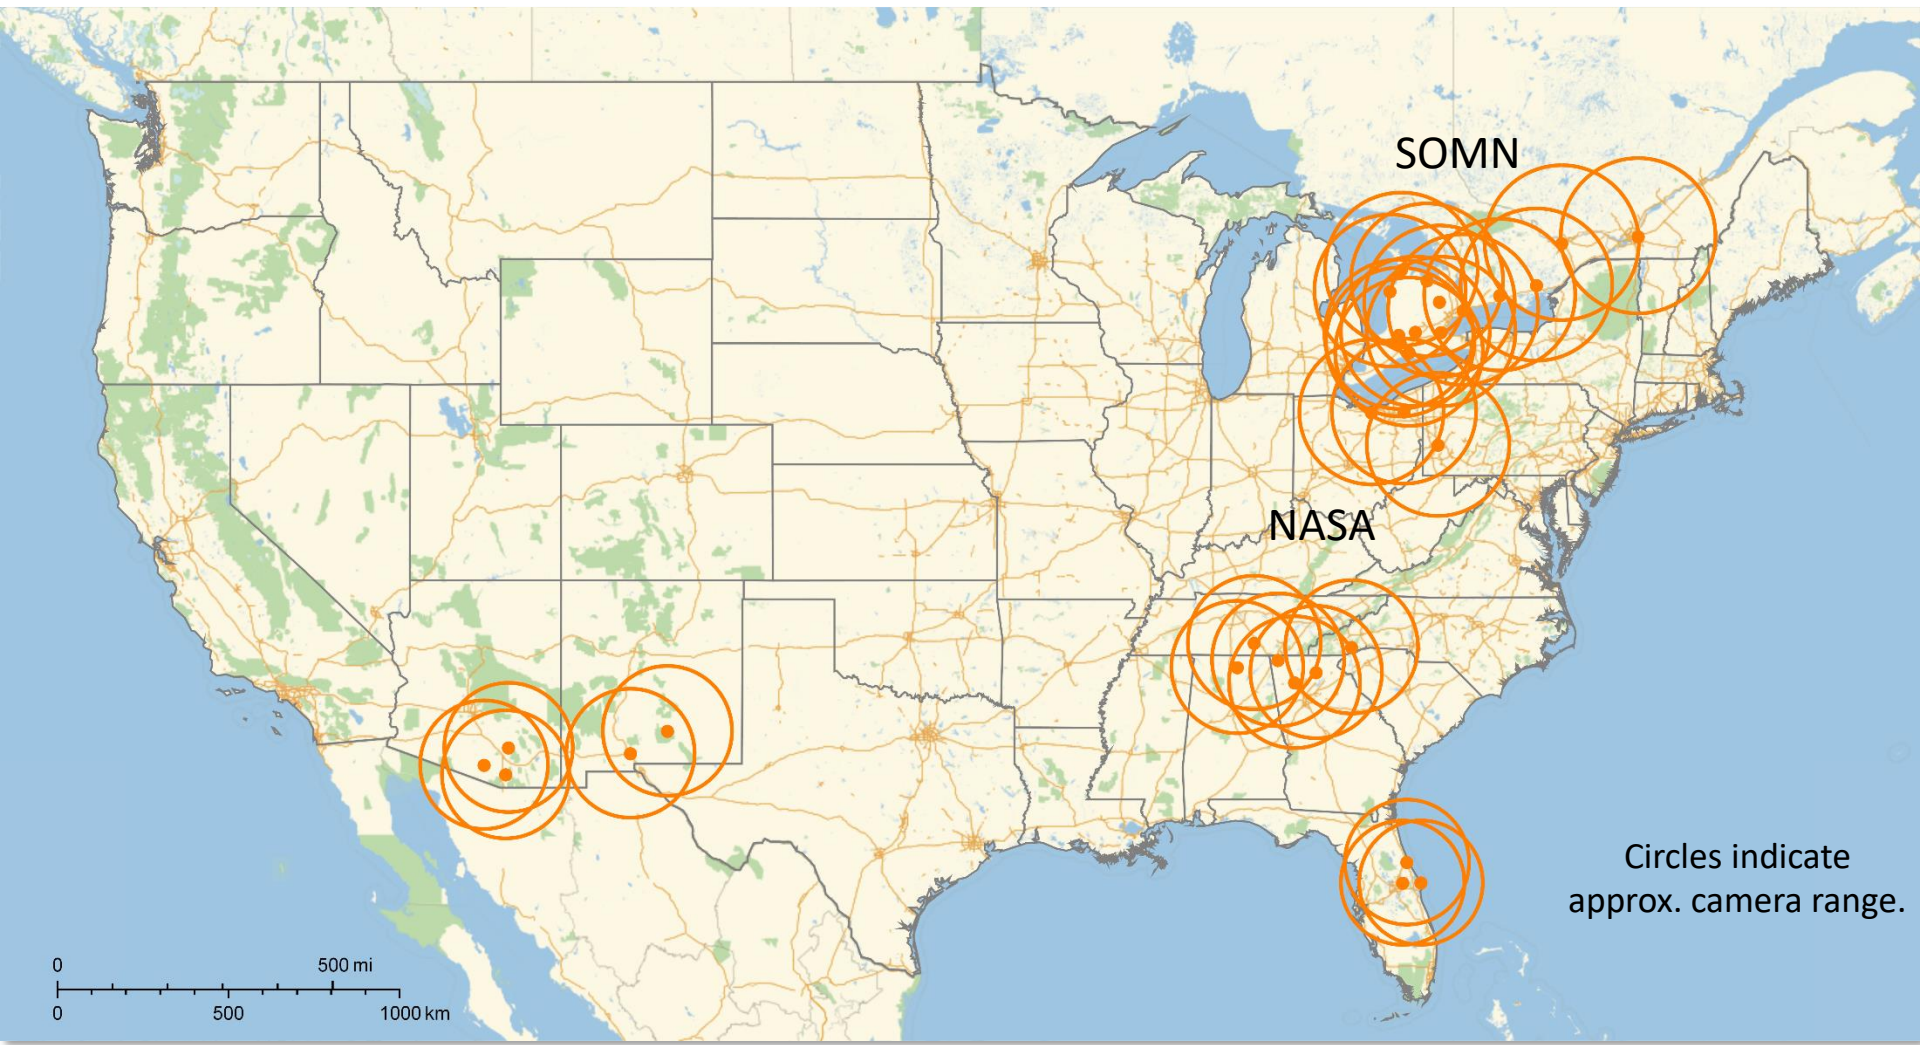 SOMN
NASA
Circles indicate
approx. camera range.
0 500 mi
0 500 1000 km